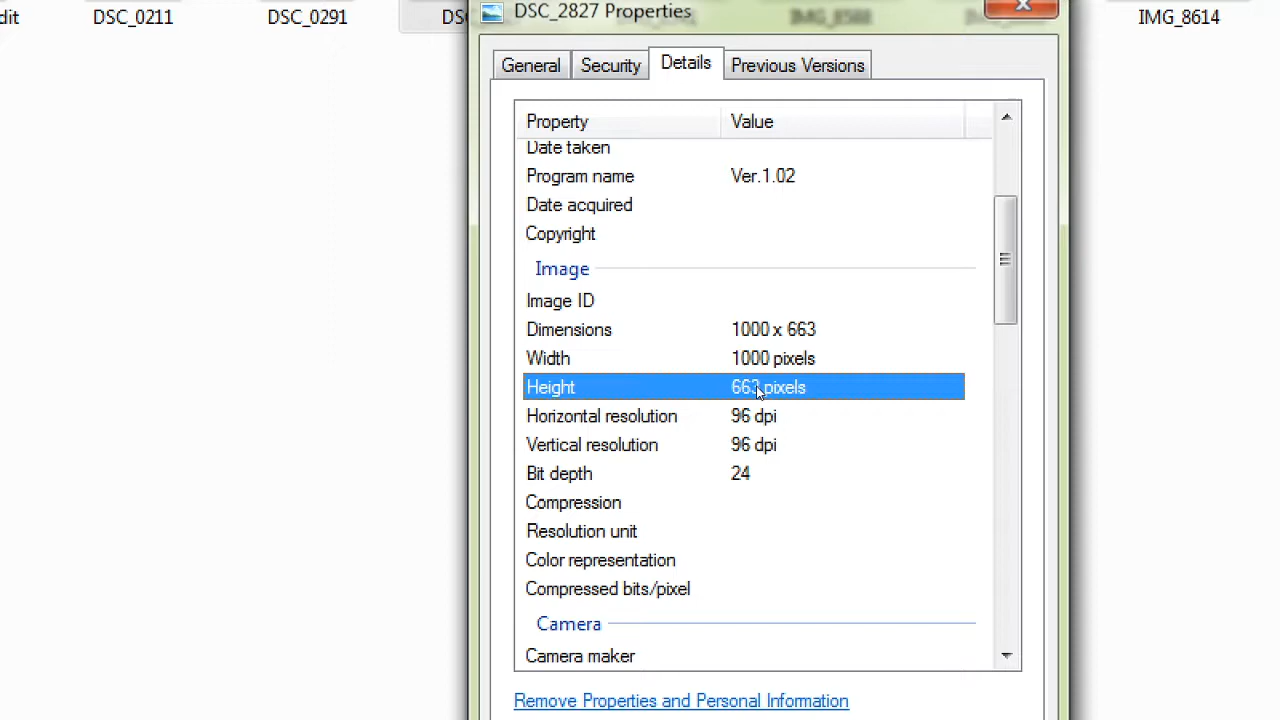 dit DSC_0211 DSC_0291 DSC IMG_8614
DSC_2827 Properties
General Security Details Previous Versions
Property Value
Date taken
Program name Ver.1.02
Date acquired
Copyright
Image
Image ID
Dimensions 1000 x 663
Width 1000 pixels
Height 663 pixels
Horizontal resolution 96 dpi
Vertical resolution 96 dpi
Bit depth 24
Compression
Resolution unit
Color representation
Compressed bits/pixel
Camera
Camera maker
Remove Properties and Personal Information